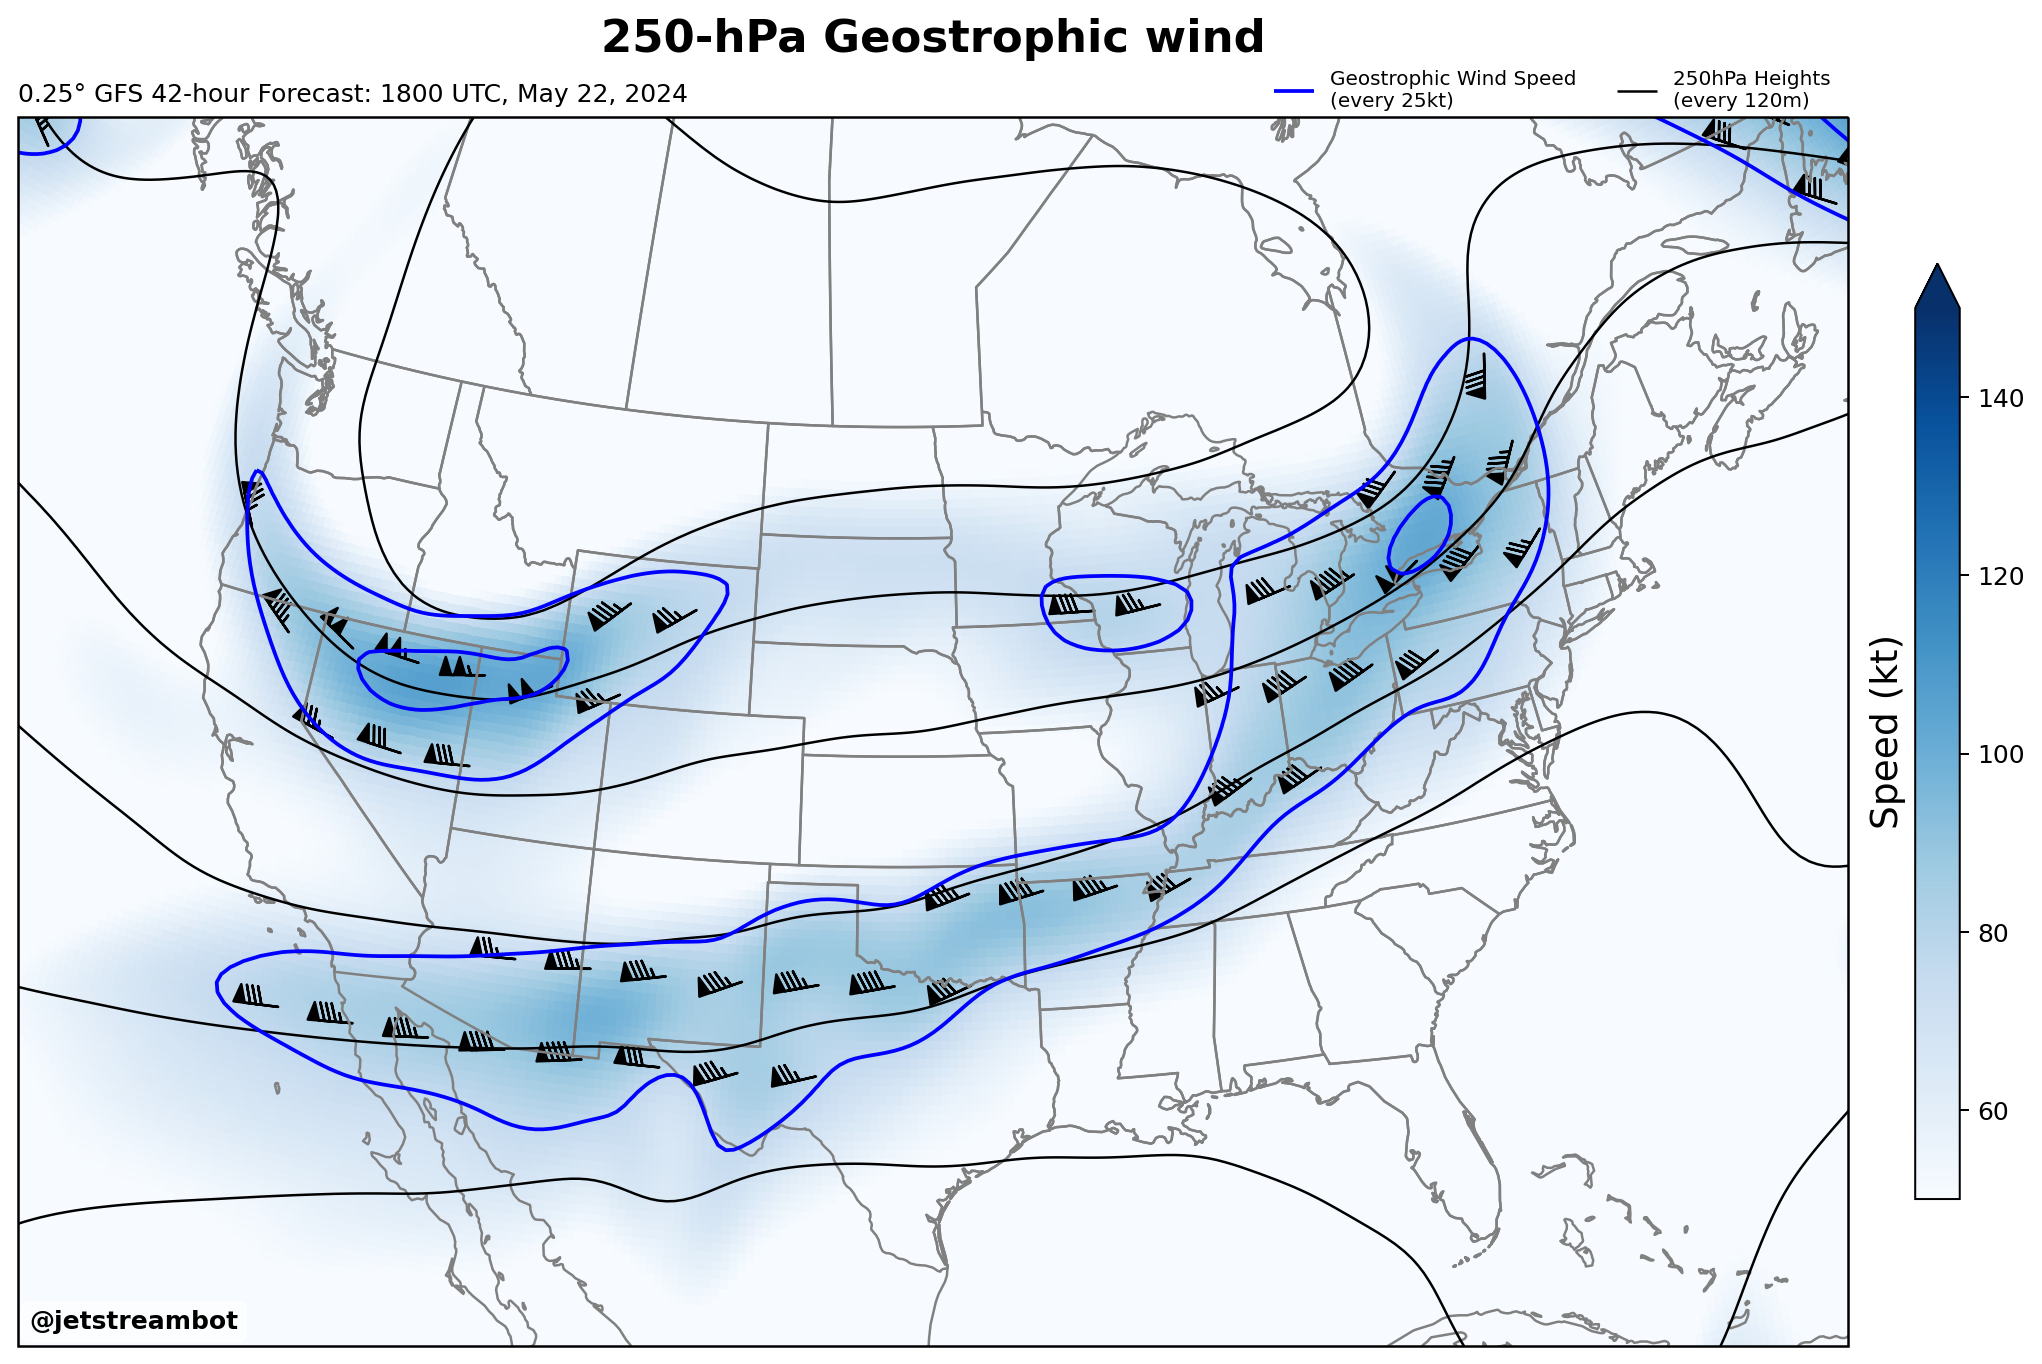 250-hPa Geostrophic wind
0.25° GFS 42-hour Forecast: 1800 UTC, May 22, 2024
Geostrophic Wind Speed
(every 25kt)
250hPa Heights
(every 120m)
140
120
100
80
60
Speed (kt)
@jetstreambot